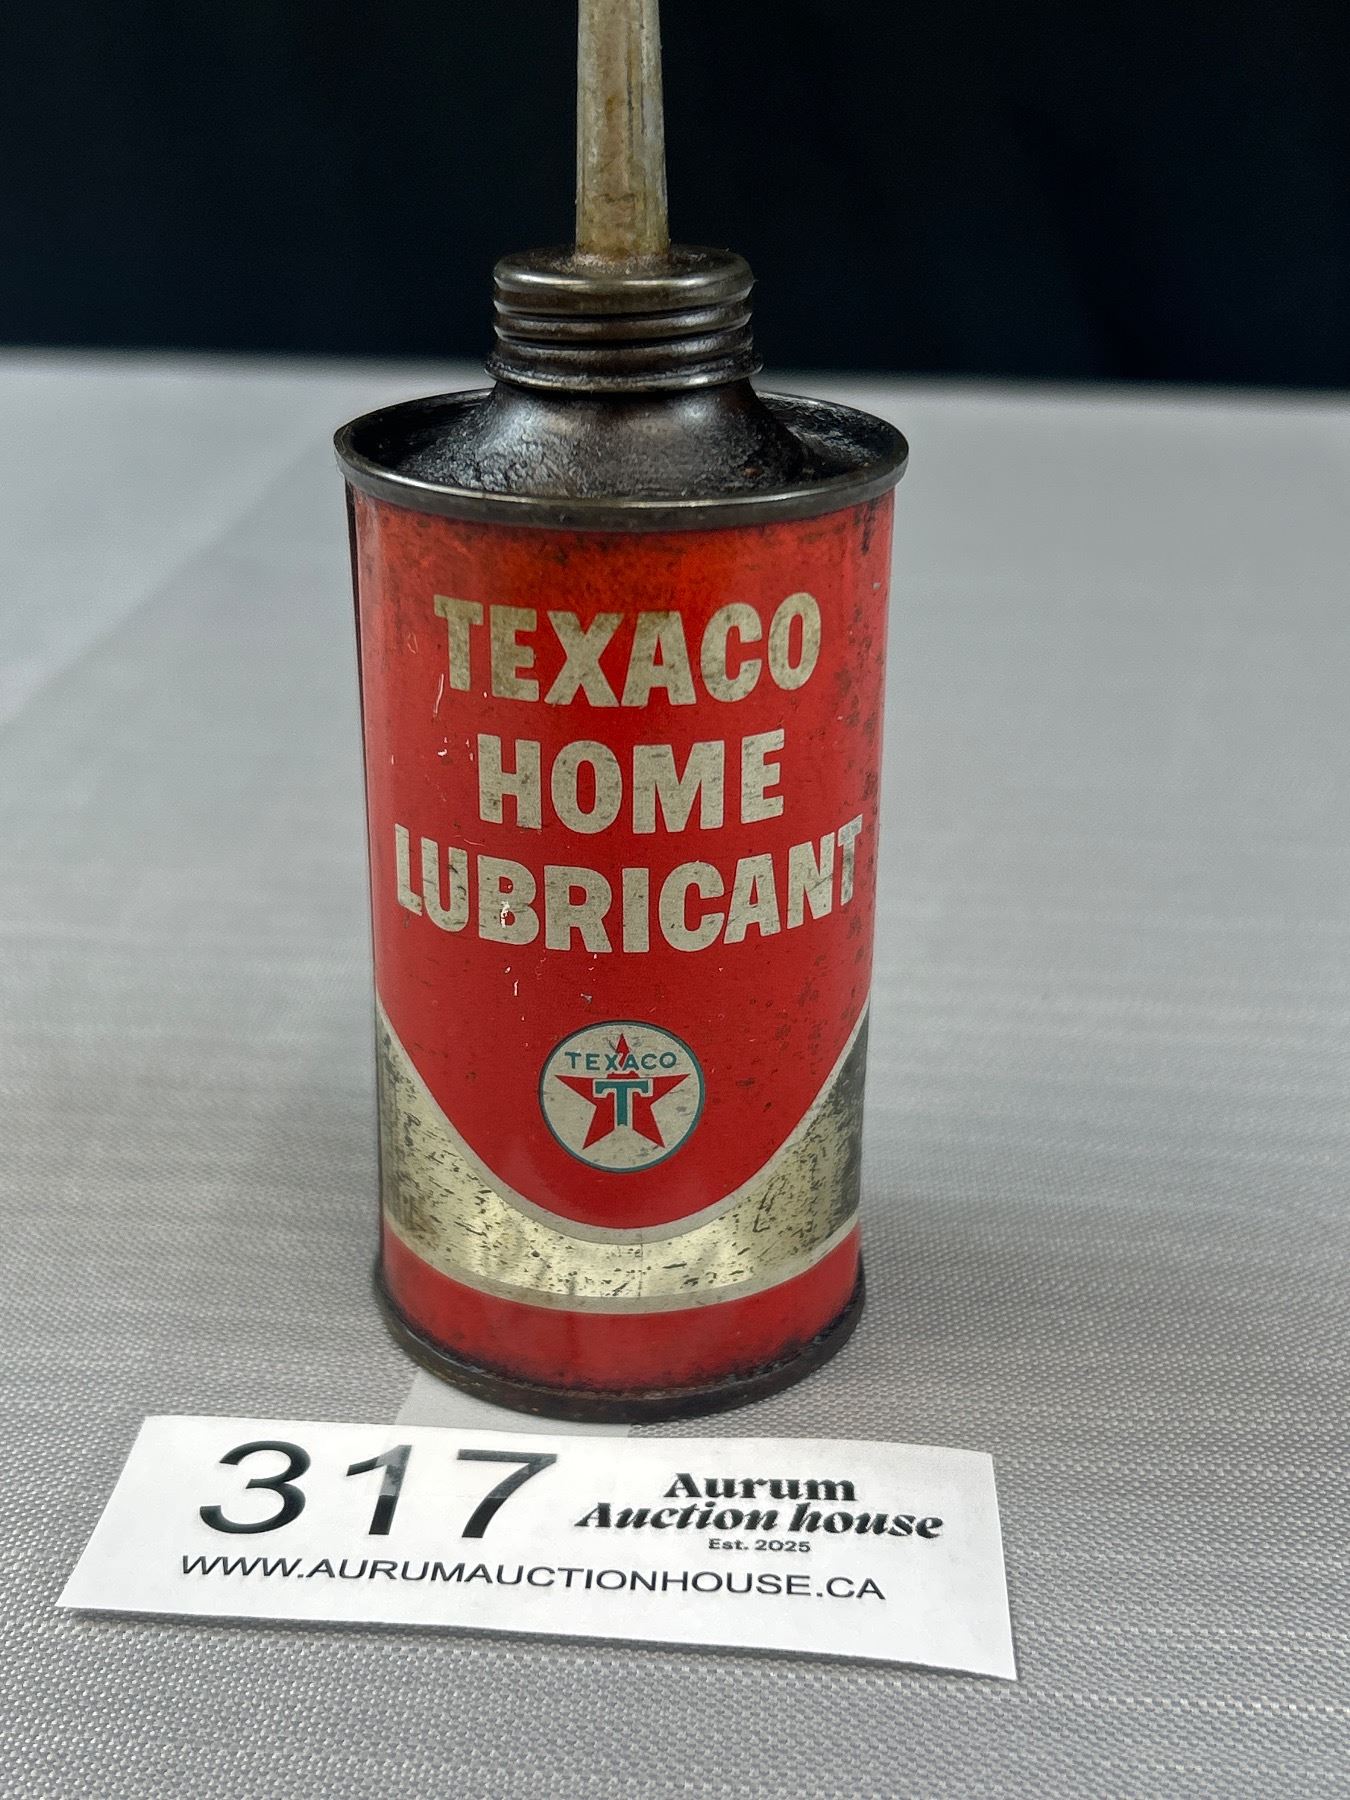 TEXACO
HOME
LUBRICANT
TEXACO
T
317
Aurum
Auction house
Est. 2025
WWW.AURUMAUCTIONHOUSE.CA